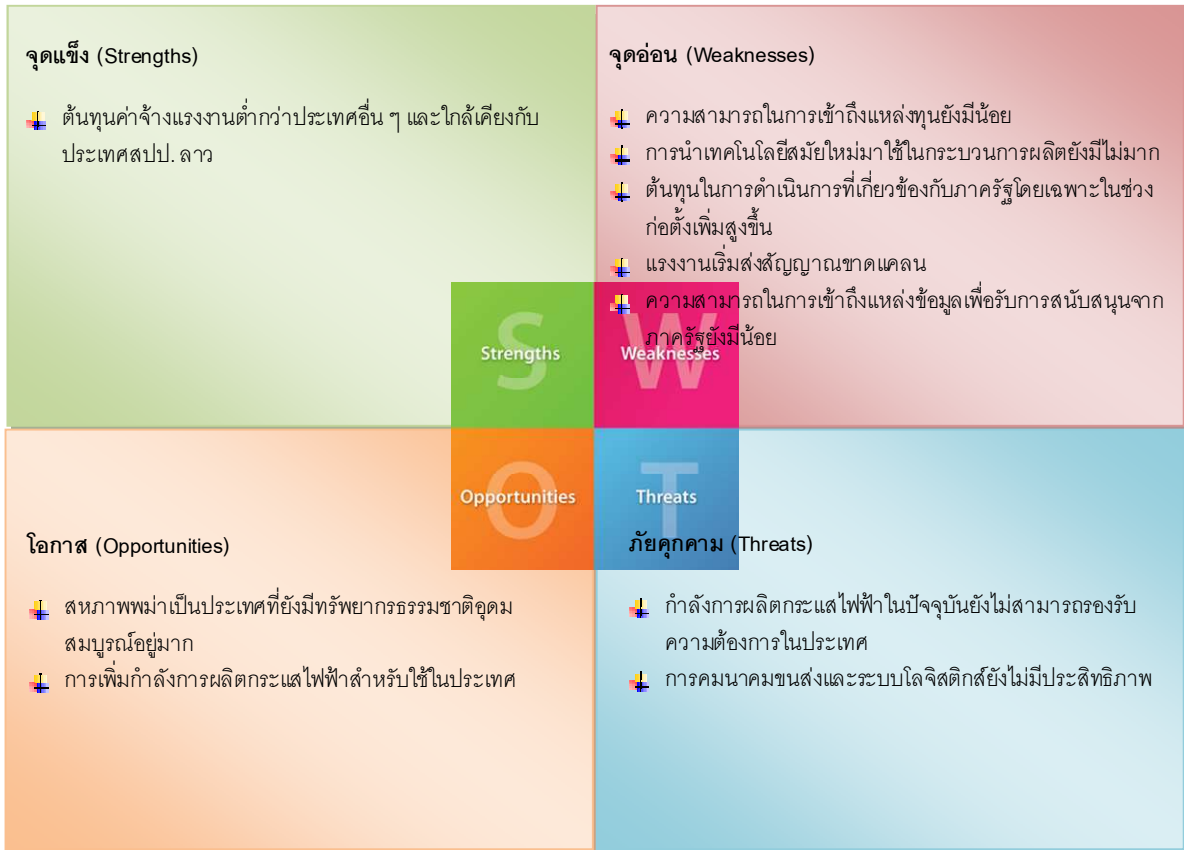 จุดแข็ง (Strengths)
ต้นทุนค่าจ้างแรงงานต่ำกว่าประเทศอื่น ๆ และใกล้เคียงกับ
ประเทศสปป. ลาว
จุดอ่อน (Weaknesses)
ความสามารถในการเข้าถึงแหล่งทุนยังมีน้อย
การนำเทคโนโลยีสมัยใหม่มาใช้ในกระบวนการผลิตยังมีไม่มาก
ต้นทุนในการดำเนินการที่เกี่ยวข้องกับภาครัฐโดยเฉพาะในช่วง
ก่อตั้งเพิ่มสูงขึ้น
แรงงานเริ่มส่งสัญญาณขาดแคลน
ความสามารถในการเข้าถึงแหล่งข้อมูลเพื่อรับการสนับสนุนจาก
ภาครัฐยังมีน้อย
S
Strengths
W
Weaknesses
O
Opportunities
T
Threats
โอกาส (Opportunities)
สหภาพพม่าเป็นประเทศที่ยังมีทรัพยากรธรรมชาติอุดม
สมบูรณ์อยู่มาก
การเพิ่มกำลังการผลิตกระแสไฟฟ้าสำหรับใช้ในประเทศ
ภัยคุกคาม (Threats)
กำลังการผลิตกระแสไฟฟ้าในปัจจุบันยังไม่สามารถรองรับ
ความต้องการในประเทศ
การคมนาคมขนส่งและระบบโลจิสติกส์ยังไม่มีประสิทธิภาพ